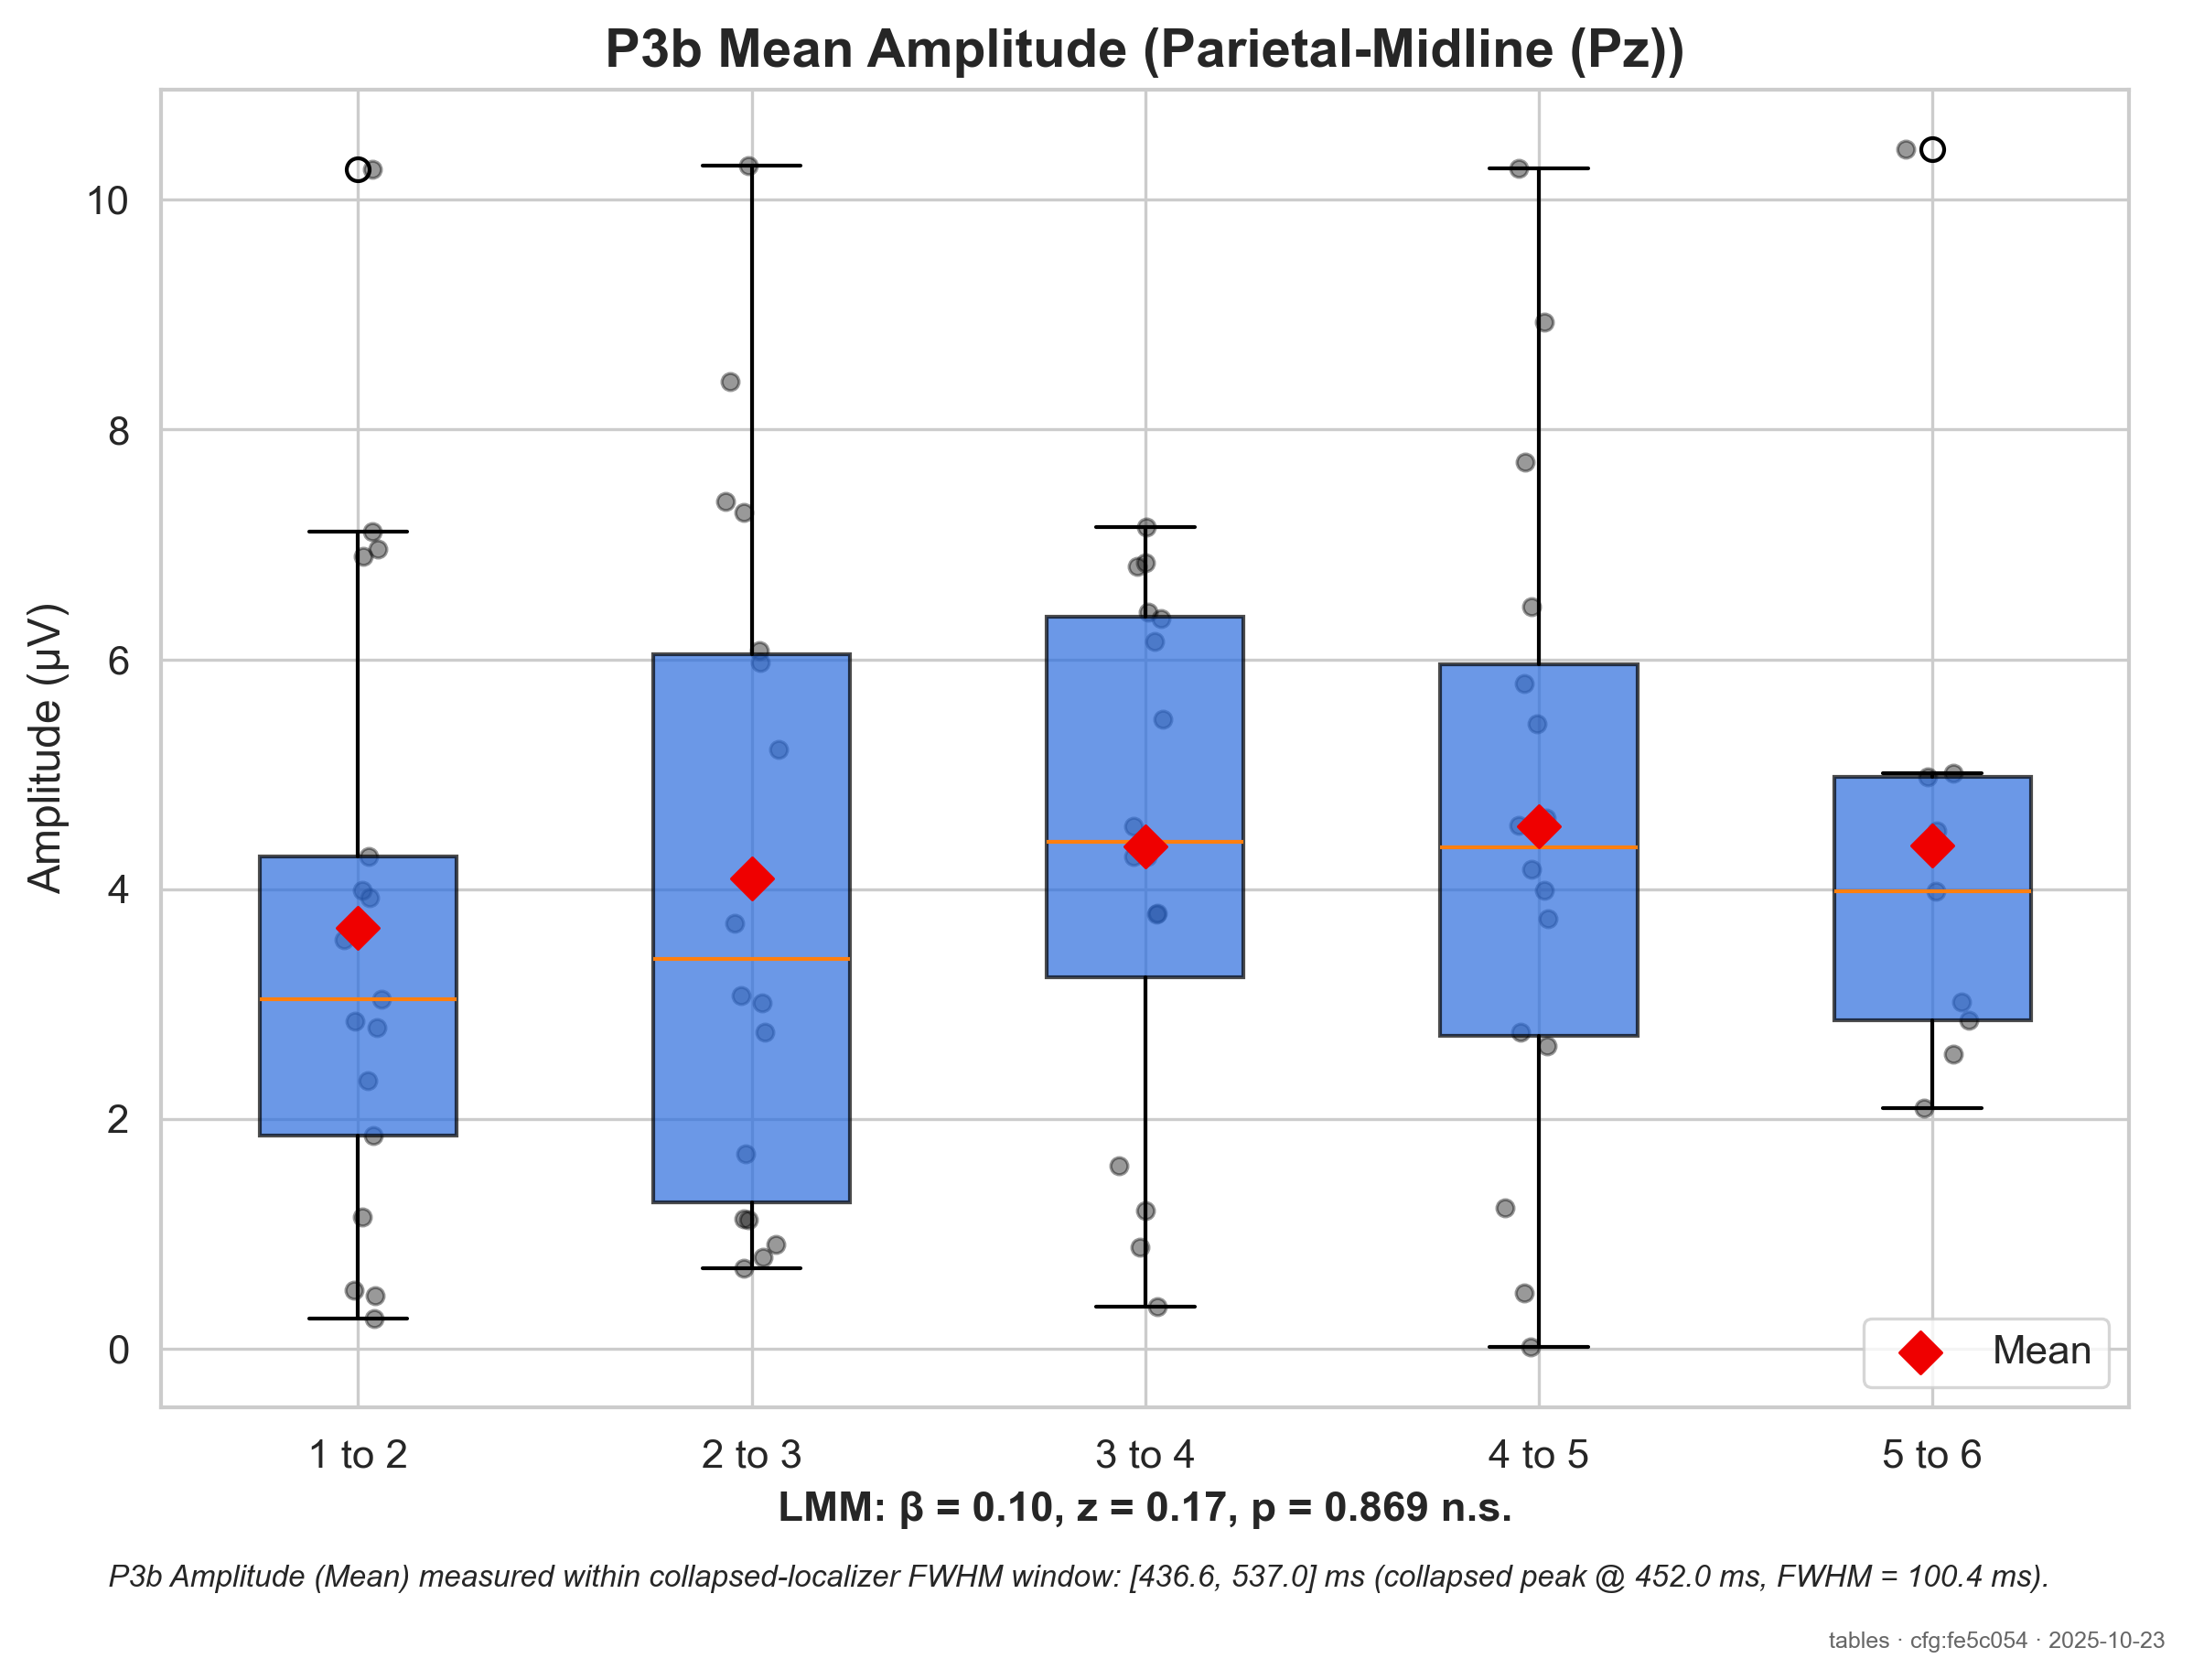 P3b Mean Amplitude (Parietal-Midline (Pz))
Amplitude (µV)
10
8
6
4
2
0
Mean
1 to 2
2 to 3
3 to 4
4 to 5
5 to 6
LMM: β = 0.10, z = 0.17, p = 0.869 n.s.
P3b Amplitude (Mean) measured within collapsed-localizer FWHM window: [436.6, 537.0] ms (collapsed peak @ 452.0 ms, FWHM = 100.4 ms).
tables · cfg:fe5c054 · 2025-10-23